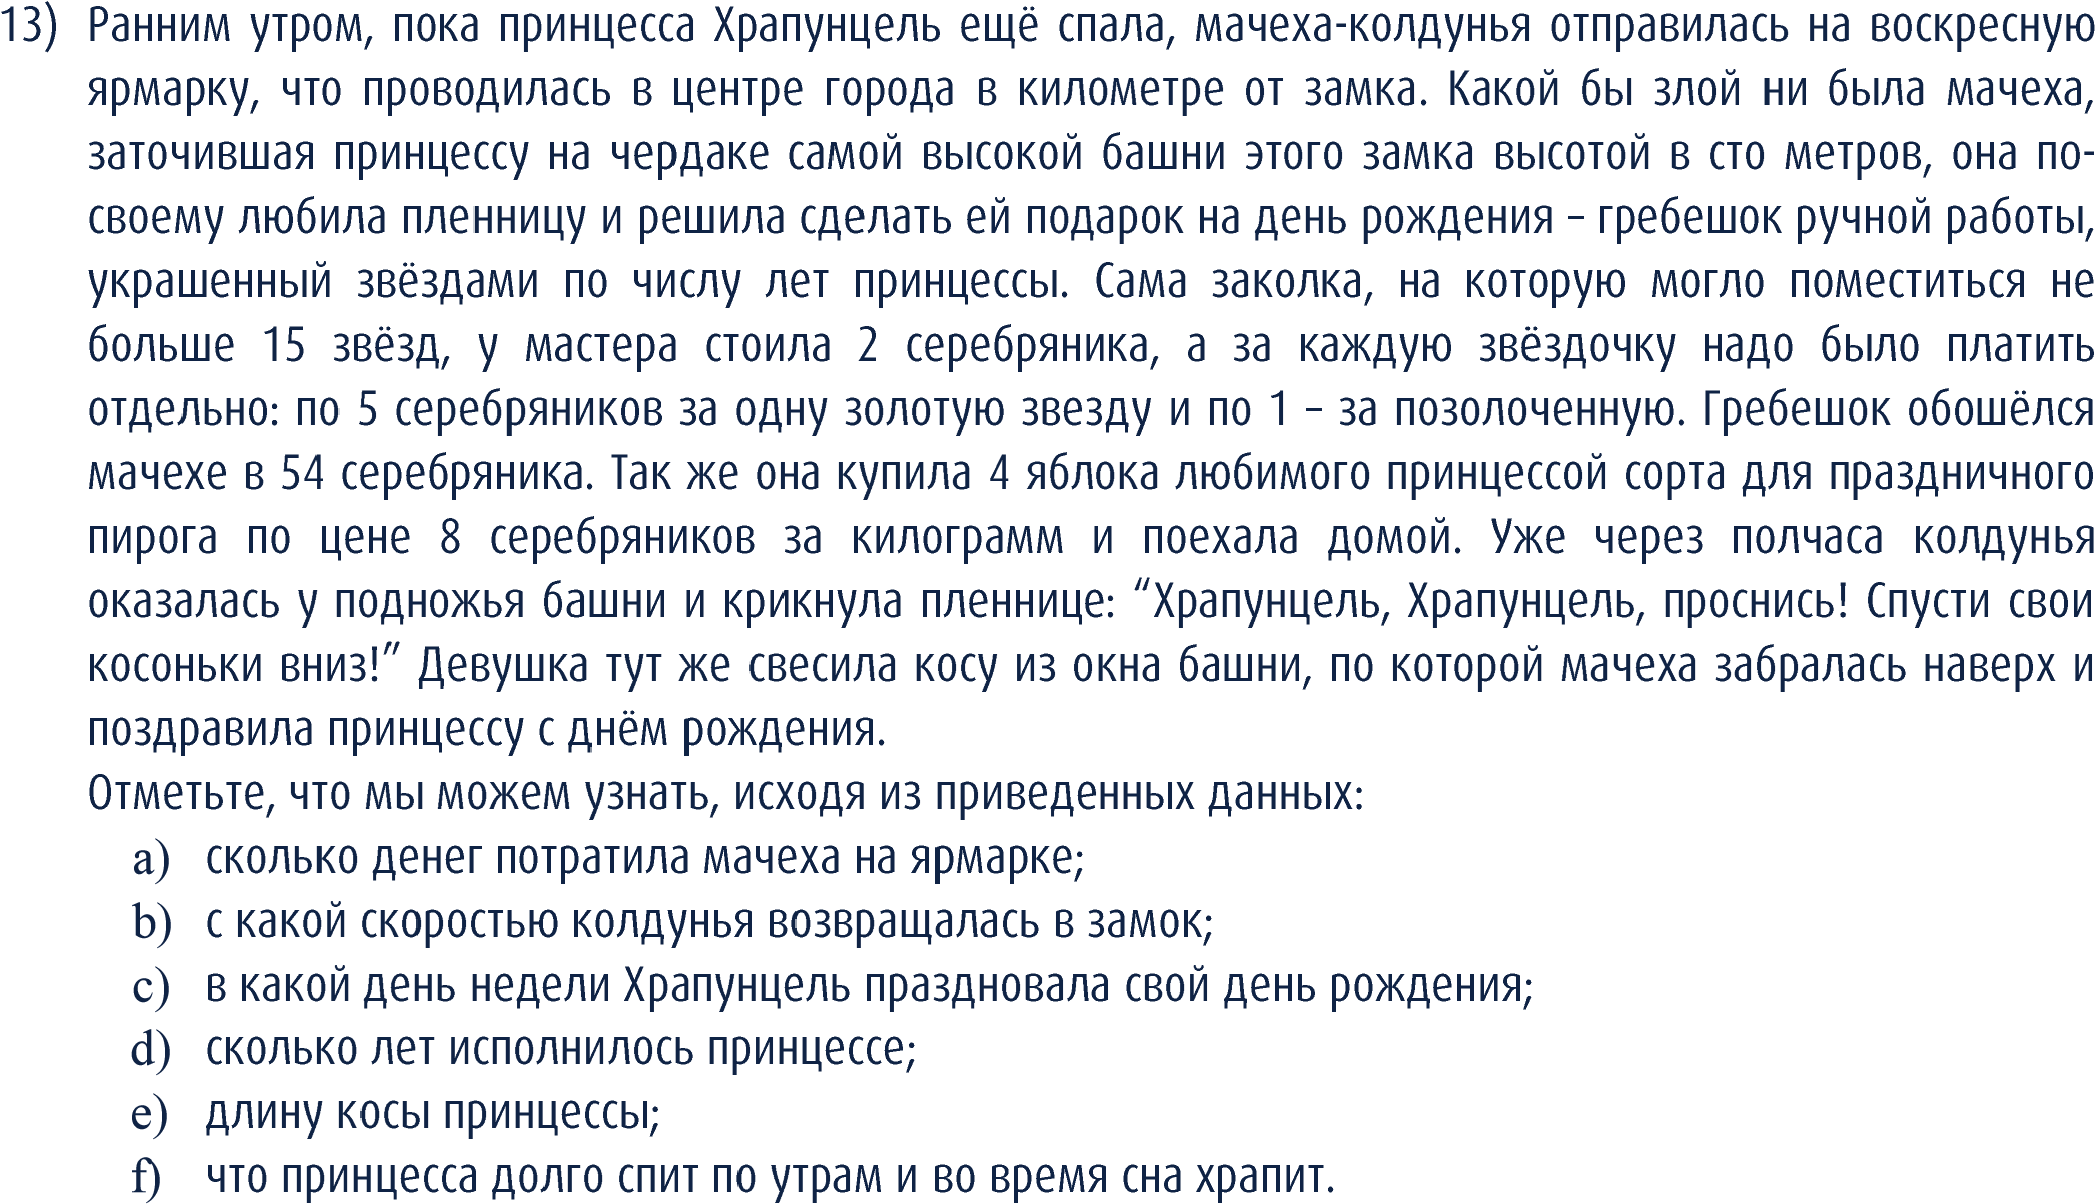 13) Ранним утром, пока принцесса Храпунцель ещё спала, мачеха-колдунья отправилась на воскресную
ярмарку, что проводилась в центре города в километре от замка. Какой бы злой ни была мачеха,
заточившая принцессу на чердаке самой высокой башни этого замка высотой в сто метров, она по-
своему любила пленницу и решила сделать ей подарок на день рождения – гребешок ручной работы,
украшенный звёздами по числу лет принцессы. Сама заколка, на которую могло поместиться не
больше 15 звёзд, у мастера стоила 2 серебряника, а за каждую звёздочку надо было платить
отдельно: по 5 серебряников за одну золотую звезду и по 1 – за позолоченную. Гребешок обошёлся
мачехе в 54 серебряника. Так же она купила 4 яблока любимого принцессой сорта для праздничного
пирога по цене 8 серебряников за килограмм и поехала домой. Уже через полчаса колдунья
оказалась у подножья башни и крикнула пленнице: “Храпунцель, Храпунцель, проснись! Спусти свои
косоньки вниз!” Девушка тут же свесила косу из окна башни, по которой мачеха забралась наверх и
поздравила принцессу с днём рождения.
Отметьте, что мы можем узнать, исходя из приведенных данных:
a) сколько денег потратила мачеха на ярмарке;
b) с какой скоростью колдунья возвращалась в замок;
c) в какой день недели Храпунцель праздновала свой день рождения;
d) сколько лет исполнилось принцессе;
e) длину косы принцессы;
f) что принцесса долго спит по утрам и во время сна храпит.